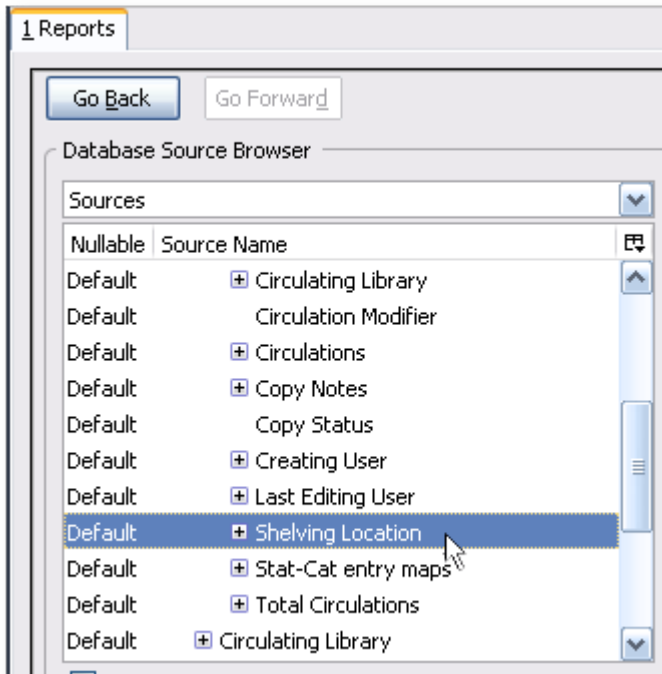 1 Reports
Go Back Go Forward
Database Source Browser
Sources
Nullable Source Name
Default Circulating Library
Default Circulation Modifier
Default Circulations
Default Copy Notes
Default Copy Status
Default Creating User
Default Last Editing User
Default Shelving Location
Default Stat-Cat entry maps
Default Total Circulations
Default Circulating Library